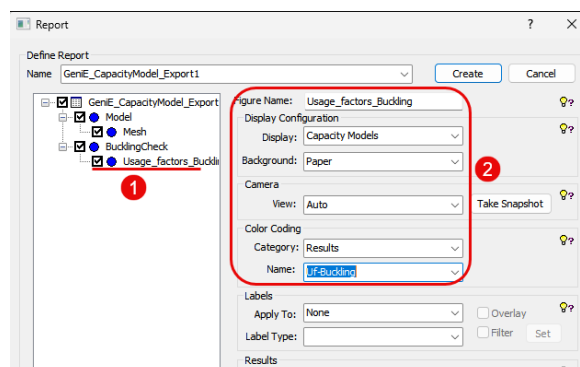 Report
?
Define Report
Name GeniE_CapacityModel_Export1 Create Cancel
GeniE_CapacityModel_Export
Model
Mesh
BucklingCheck
Usage_factors_Bucklin
1
Figure Name: Usage_factors_Buckling
Display Configuration
Display: Capacity Models
Background: Paper
2
Camera
View: Auto Take Snapshot
Color Coding
Category: Results
Name: Uf-Buckling
Labels
Apply To: None Overlay
Label Type: Filter Set
Results